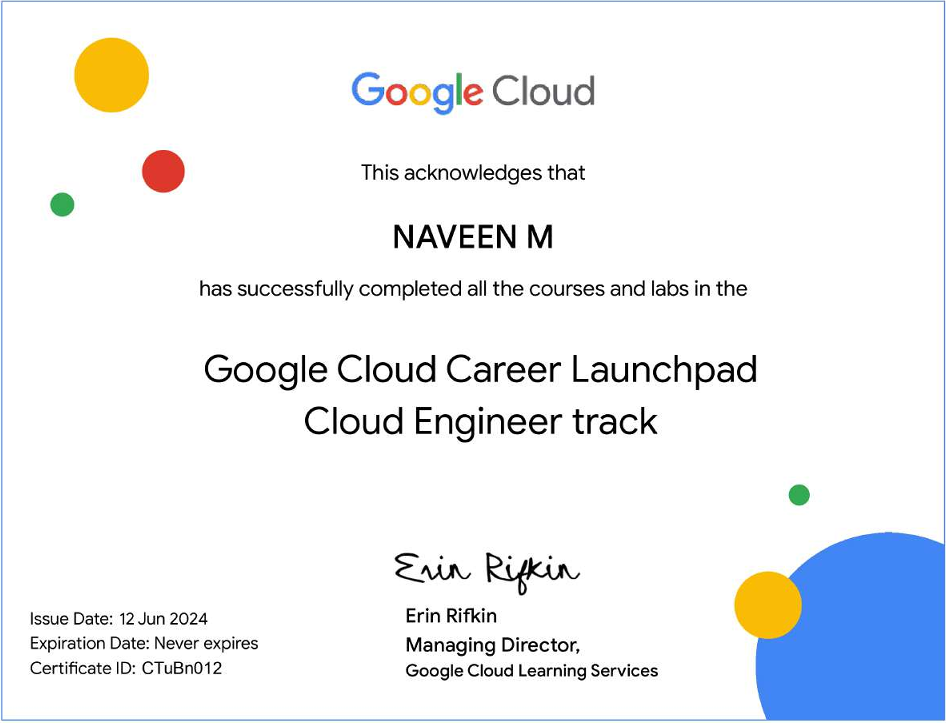 Google Cloud
This acknowledges that
NAVEEN M
has successfully completed all the courses and labs in the
Google Cloud Career Launchpad
Cloud Engineer track
Erin Rifkin
Issue Date: 12 Jun 2024
Expiration Date: Never expires
Certificate ID: CTuBn012
Erin Rifkin
Managing Director,
Google Cloud Learning Services